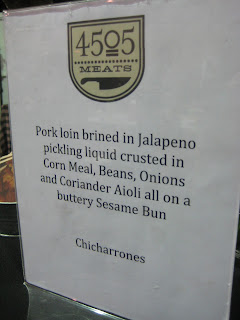 4505
MEATS
Pork loin brined in Jalapeno
pickling liquid crusted in
Corn Meal, Beans, Onions
and Coriander Aioli all on a
buttery Sesame Bun
Chicharrones